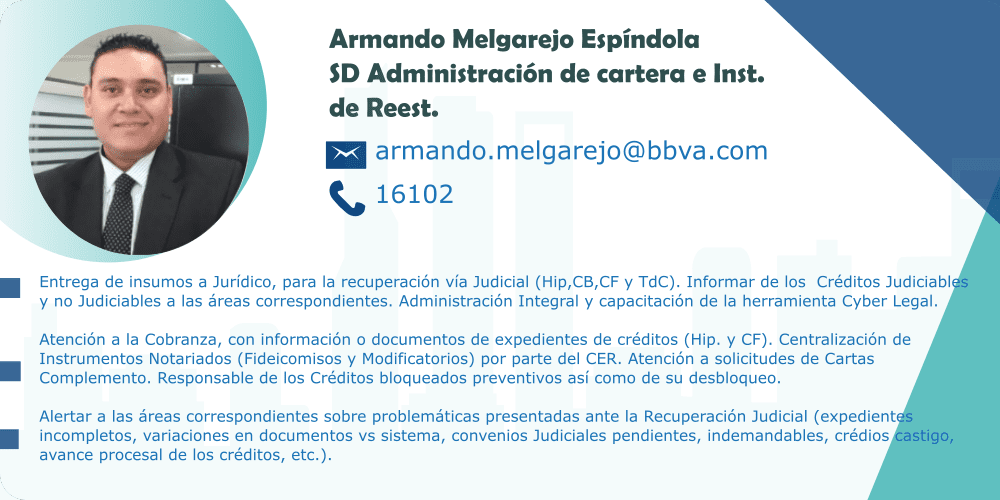 Armando Melgarejo Espíndola
SD Administración de cartera e Inst.
de Reest.
armando.melgarejo@bbva.com
16102
Entrega de insumos a Jurídico, para la recuperación vía Judicial (Hip,CB,CF y TdC). Informar de los  Créditos Judiciables
y no Judiciables a las áreas correspondientes. Administración Integral y capacitación de la herramienta Cyber Legal.
Atención a la Cobranza, con información o documentos de expedientes de créditos (Hip. y CF). Centralización de
Instrumentos Notariados (Fideicomisos y Modificatorios) por parte del CER. Atención a solicitudes de Cartas
Complemento. Responsable de los Créditos bloqueados preventivos así como de su desbloqueo.
Alertar a las áreas correspondientes sobre problemáticas presentadas ante la Recuperación Judicial (expedientes
incompletos, variaciones en documentos vs sistema, convenios Judiciales pendientes, indemandables, crédios castigo,
avance procesal de los créditos, etc.).